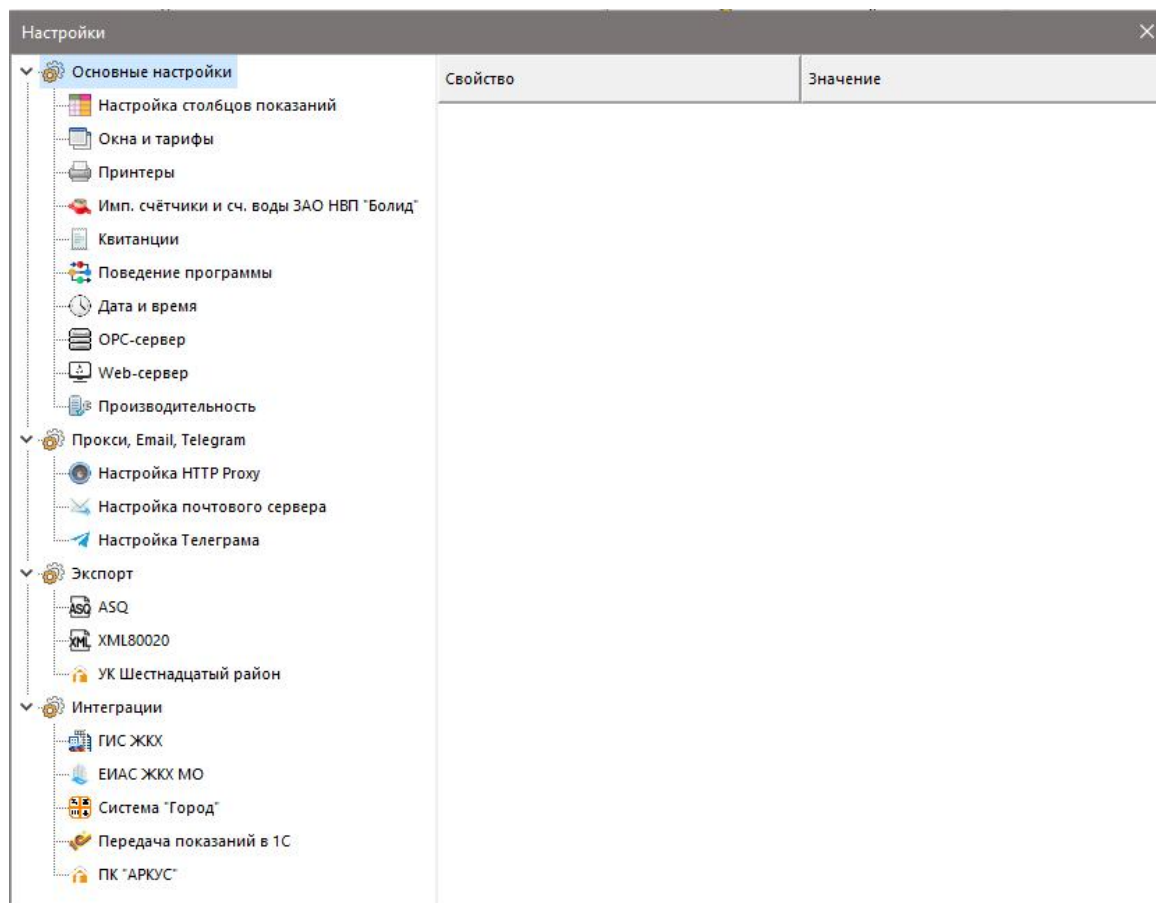 Настройки
Основные настройки
Свойство
Значение
Настройка столбцов показаний
Окна и тарифы
Принтеры
Имп. счётчики и сч. воды ЗАО НВП "Болид"
Квитанции
Поведение программы
Дата и время
OPC-сервер
Web-сервер
Производительность
Прокси, Email, Telegram
Настройка HTTP Proxy
Настройка почтового сервера
Настройка Телеграма
Экспорт
ASQ ASQ
XML XML80020
УК Шестнадцатый район
Интеграции
ГИС ЖКХ
ЕИАС ЖКХ МО
Система "Город"
Передача показаний в 1С
ПК "АРКУС"